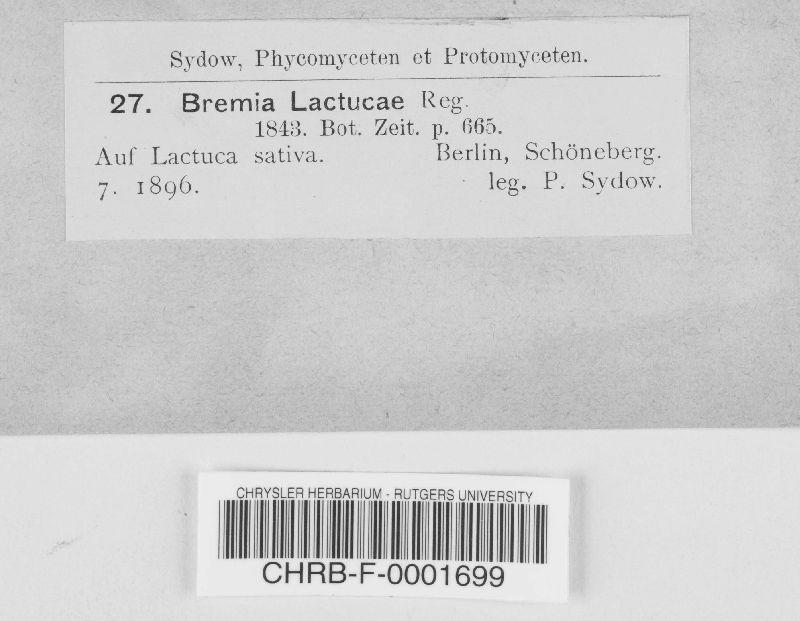 Sydow, Phycomyceten et Protomyceten.
27. Bremia Lactucae Reg.
1843. Bot. Zeit. p. 665.
Auf Lactuca sativa. Berlin, Schöneberg.
7. 1896. leg. P. Sydow.
CHRYSLER HERBARIUM - RUTGERS UNIVERSITY
CHRB-F-0001699